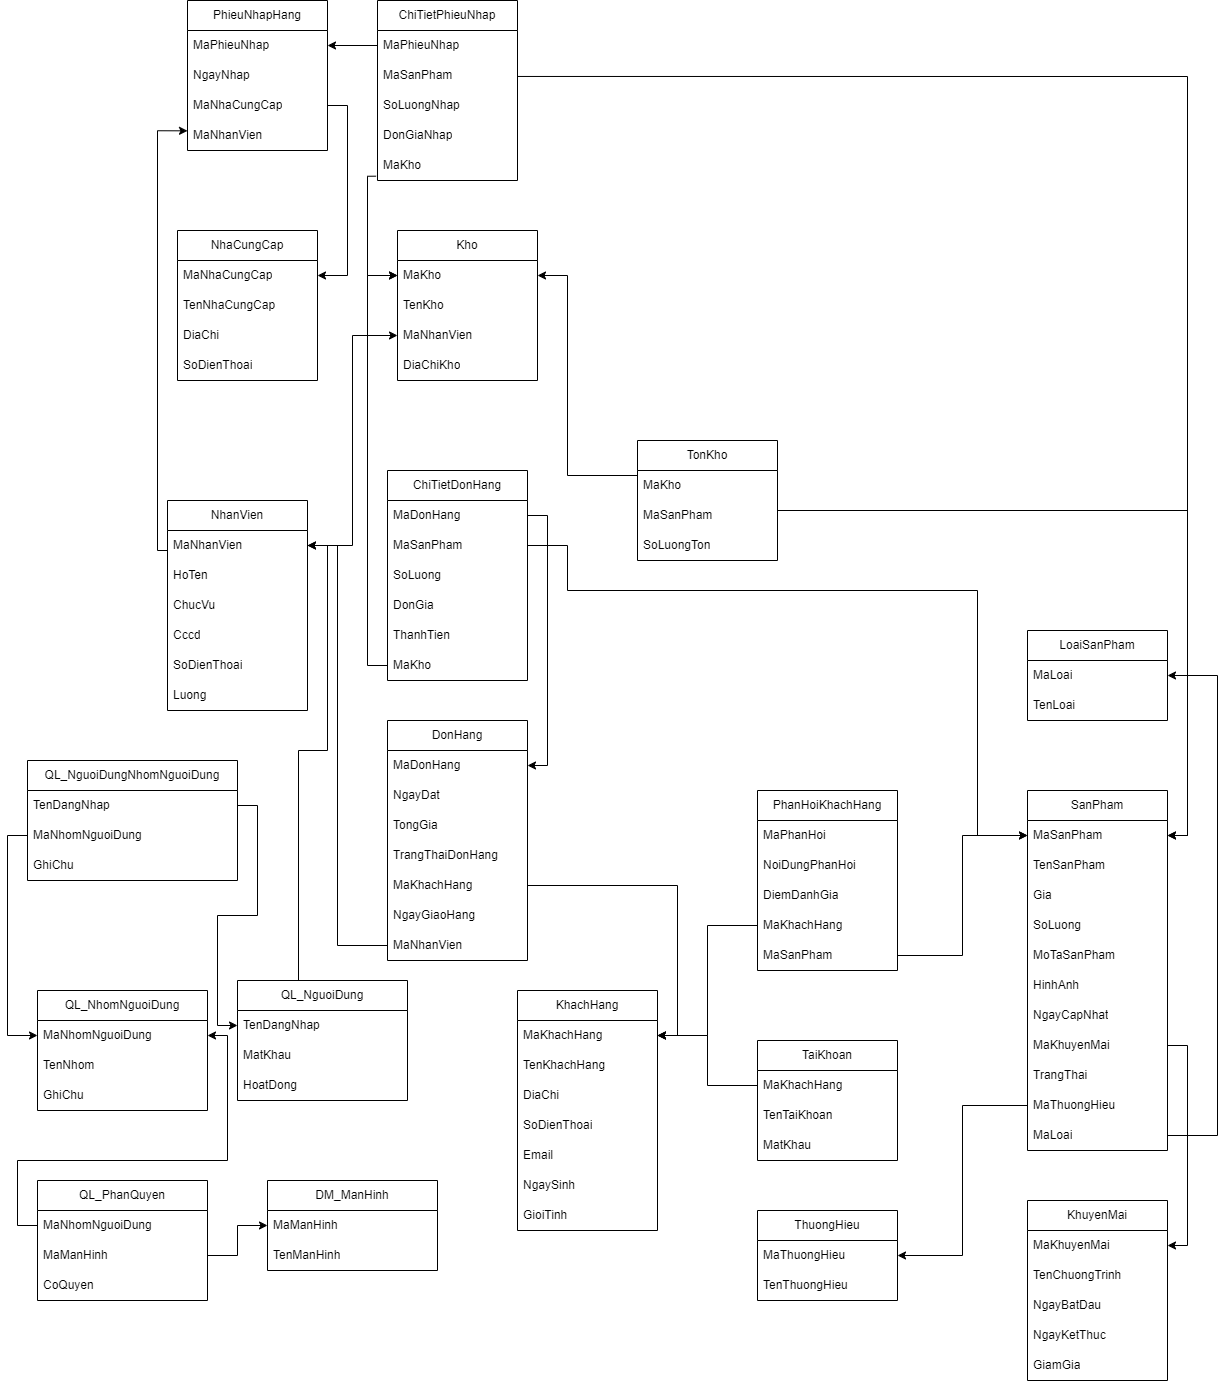 PhieuNhapHang
MaPhieuNhap
NgayNhap
MaNhaCungCap
MaNhanVien
ChiTietPhieuNhap
MaPhieuNhap
MaSanPham
SoLuongNhap
DonGiaNhap
MaKho
NhaCungCap
MaNhaCungCap
TenNhaCungCap
DiaChi
SoDienThoai
Kho
MaKho
TenKho
MaNhanVien
DiaChiKho
TonKho
MaKho
MaSanPham
SoLuongTon
ChiTietDonHang
MaDonHang
MaSanPham
SoLuong
DonGia
ThanhTien
MaKho
NhanVien
MaNhanVien
HoTen
ChucVu
Cccd
SoDienThoai
Luong
LoaiSanPham
MaLoai
TenLoai
DonHang
MaDonHang
NgayDat
TongGia
TrangThaiDonHang
MaKhachHang
NgayGiaoHang
MaNhanVien
QL_NguoiDungNhomNguoiDung
TenDangNhap
MaNhomNguoiDung
GhiChu
PhanHoiKhachHang
MaPhanHoi
NoiDungPhanHoi
DiemDanhGia
MaKhachHang
MaSanPham
SanPham
MaSanPham
TenSanPham
Gia
SoLuong
MoTaSanPham
HinhAnh
NgayCapNhat
MaKhuyenMai
TrangThai
MaThuongHieu
MaLoai
QL_NhomNguoiDung
MaNhomNguoiDung
TenNhom
GhiChu
QL_NguoiDung
TenDangNhap
MatKhau
HoatDong
KhachHang
MaKhachHang
TenKhachHang
DiaChi
SoDienThoai
Email
NgaySinh
GioiTinh
TaiKhoan
MaKhachHang
TenTaiKhoan
MatKhau
QL_PhanQuyen
MaNhomNguoiDung
MaManHinh
CoQuyen
DM_ManHinh
MaManHinh
TenManHinh
ThuongHieu
MaThuongHieu
TenThuongHieu
KhuyenMai
MaKhuyenMai
TenChuongTrinh
NgayBatDau
NgayKetThuc
GiamGia